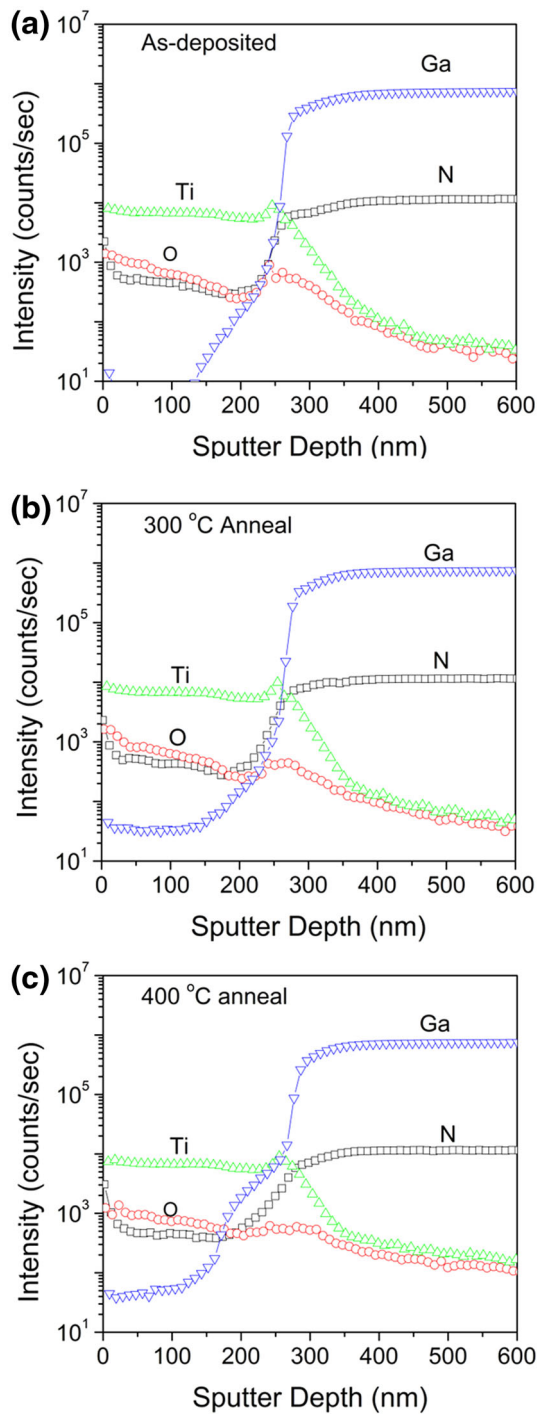 (a)
As-deposited
Ga
N
Ti
O
10^7
10^5
10^3
10^1
Intensity (counts/sec)
0 100 200 300 400 500 600
Sputter Depth (nm)
(b)
300 °C Anneal
Ga
N
Ti
O
10^7
10^5
10^3
10^1
Intensity (counts/sec)
0 100 200 300 400 500 600
Sputter Depth (nm)
(c)
400 °C anneal
Ga
N
Ti
O
10^7
10^5
10^3
10^1
Intensity (counts/sec)
0 100 200 300 400 500 600
Sputter Depth (nm)